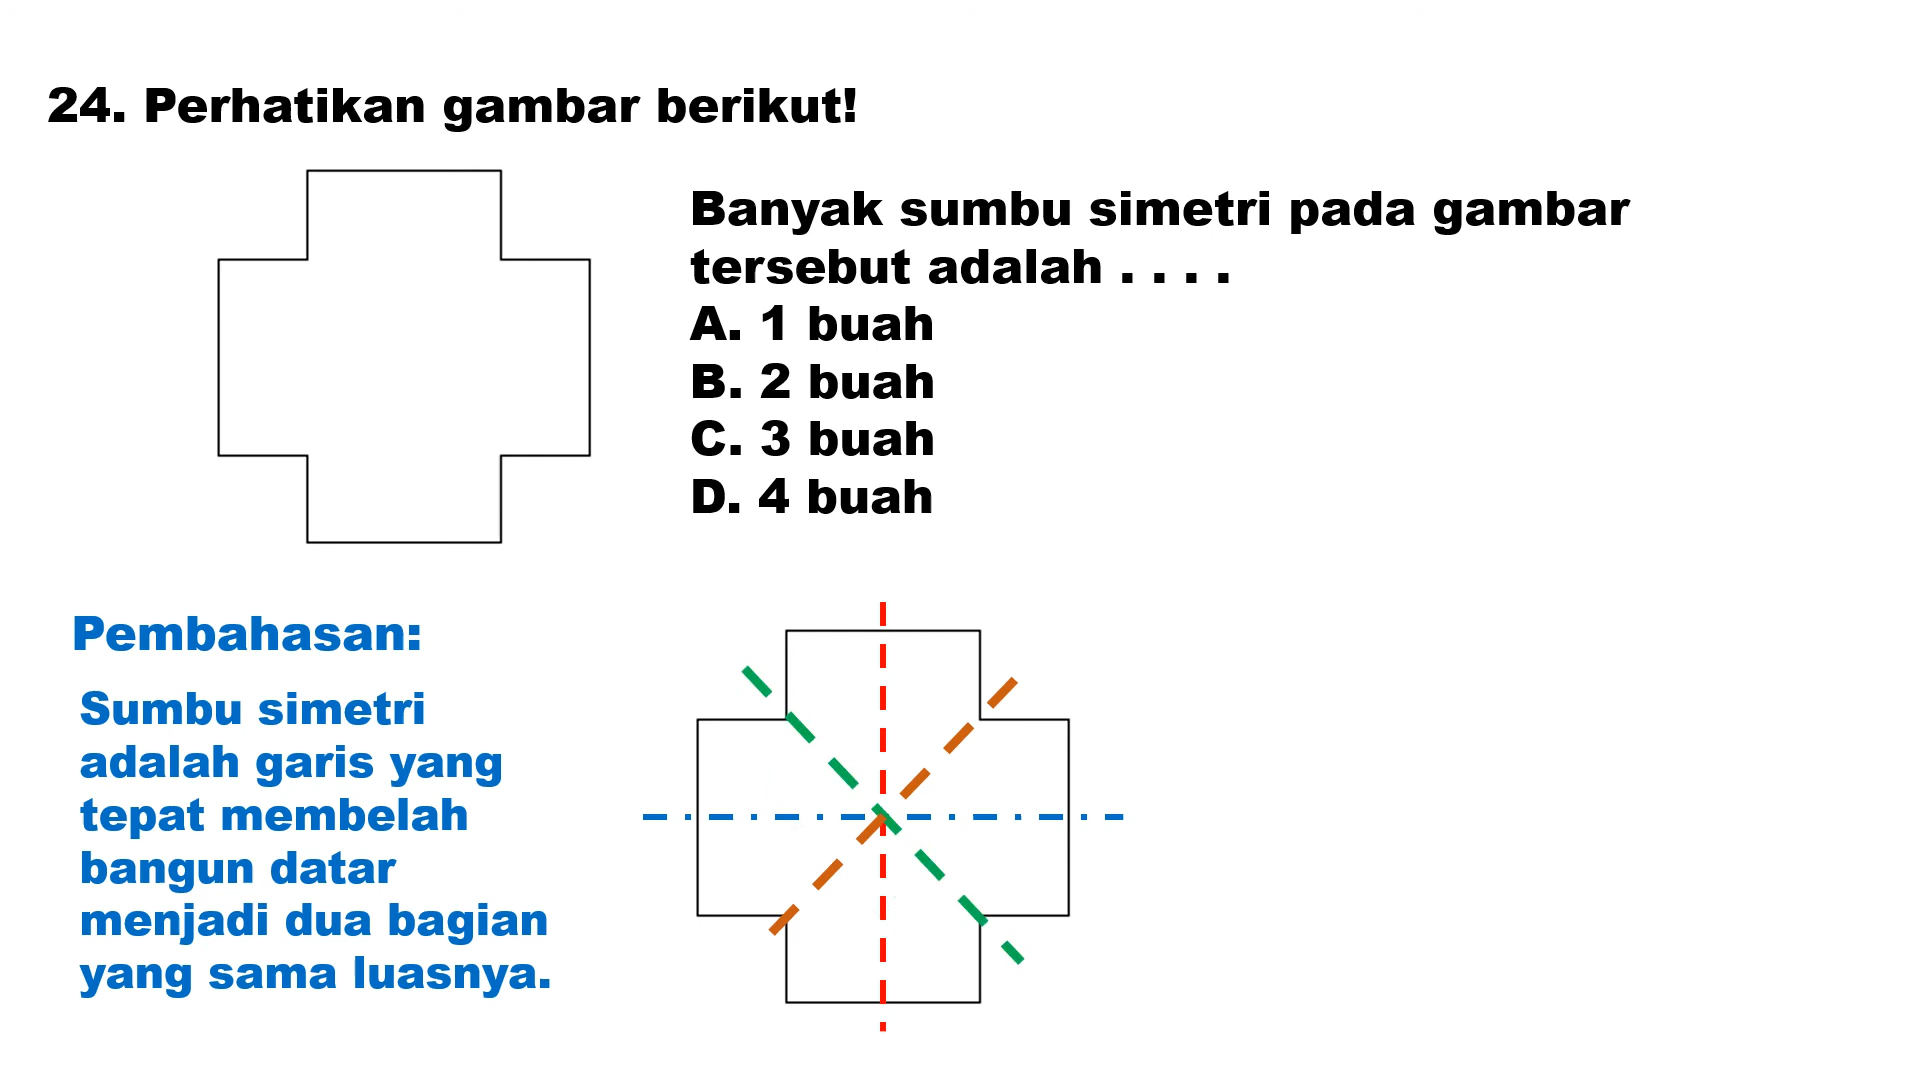 24. Perhatikan gambar berikut!
Banyak sumbu simetri pada gambar
tersebut adalah . . . .
A. 1 buah
B. 2 buah
C. 3 buah
D. 4 buah
Pembahasan:
Sumbu simetri
adalah garis yang
tepat membelah
bangun datar
menjadi dua bagian
yang sama luasnya.